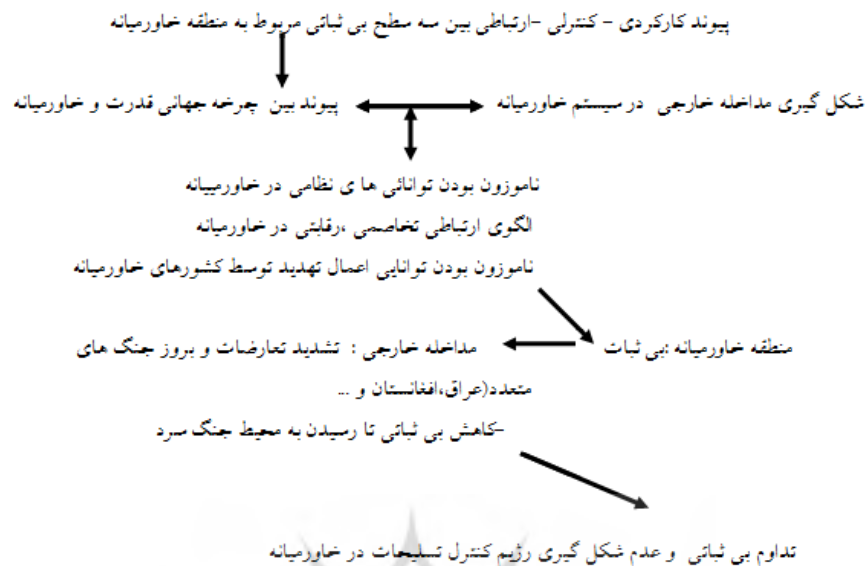 پیوند کارکردی - کنترلی -ارتباطی بین سه سطح بی ثباتی مربوط به منطقه خاورمیانه
شکل گیری مداخله خارجی در سیستم خاورمیانه
پیوند بین چرخه جهانی قدرت و خاورمیانه
ناموزون بودن توانائی ها ی نظامی در خاورمییانه
الگوی ارتباطی تخاصمی ،رقابتی در خاورمیانه
ناموزون بودن توانایی اعمال تهدید توسط کشورهای خاورمیانه
منطقه خاورمیانه :بی ثبات
مداخله خارجی : تشدید تعارضات و بروز جنگ های
متعدد(عراق،افغانستان و ...
-کاهش بی ثباتی تا رسیدن به محیط جنگ سرد
تداوم بی ثباتی و عدم شکل گیری رژیم کنترل تسلیحات در خاورمیانه